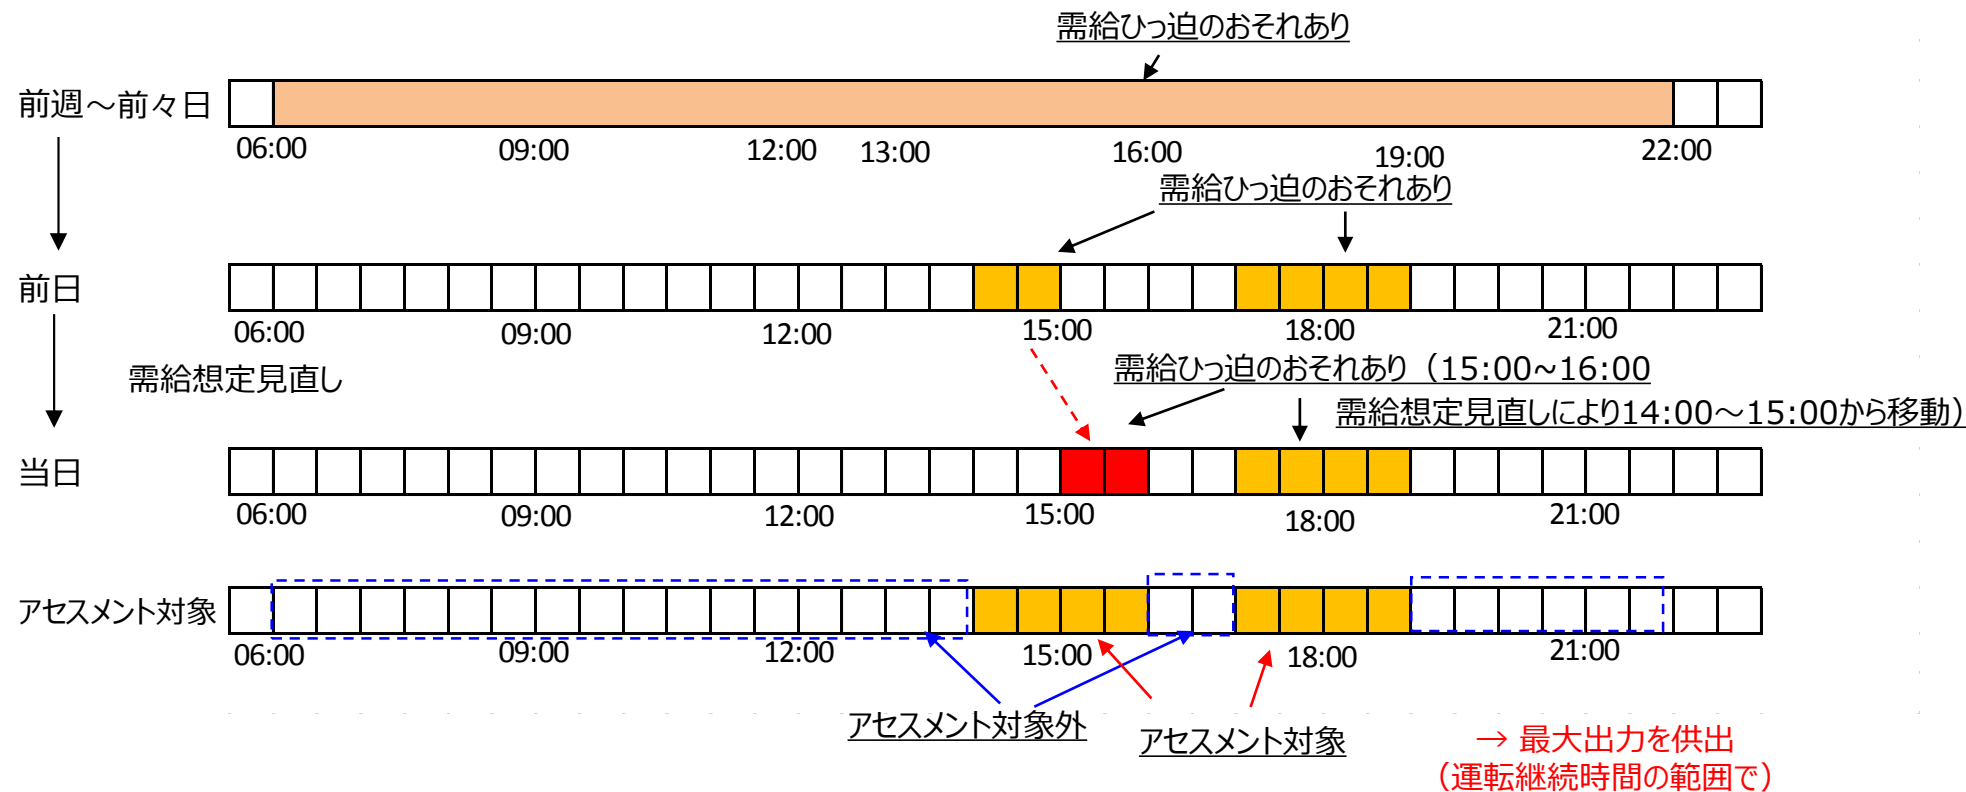 需給ひっ迫のおそれあり
前週～前々日
06:00 09:00 12:00 13:00 16:00 19:00 22:00
需給ひっ迫のおそれあり
前日
06:00 09:00 12:00 15:00 18:00 21:00
需給想定見直し
需給ひっ迫のおそれあり（15:00~16:00
需給想定見直しにより14:00～15:00から移動）
当日
06:00 09:00 12:00 15:00 18:00 21:00
アセスメント対象
06:00 09:00 12:00 15:00 18:00 21:00
アセスメント対象外
アセスメント対象
→ 最大出力を供出
（運転継続時間の範囲で）